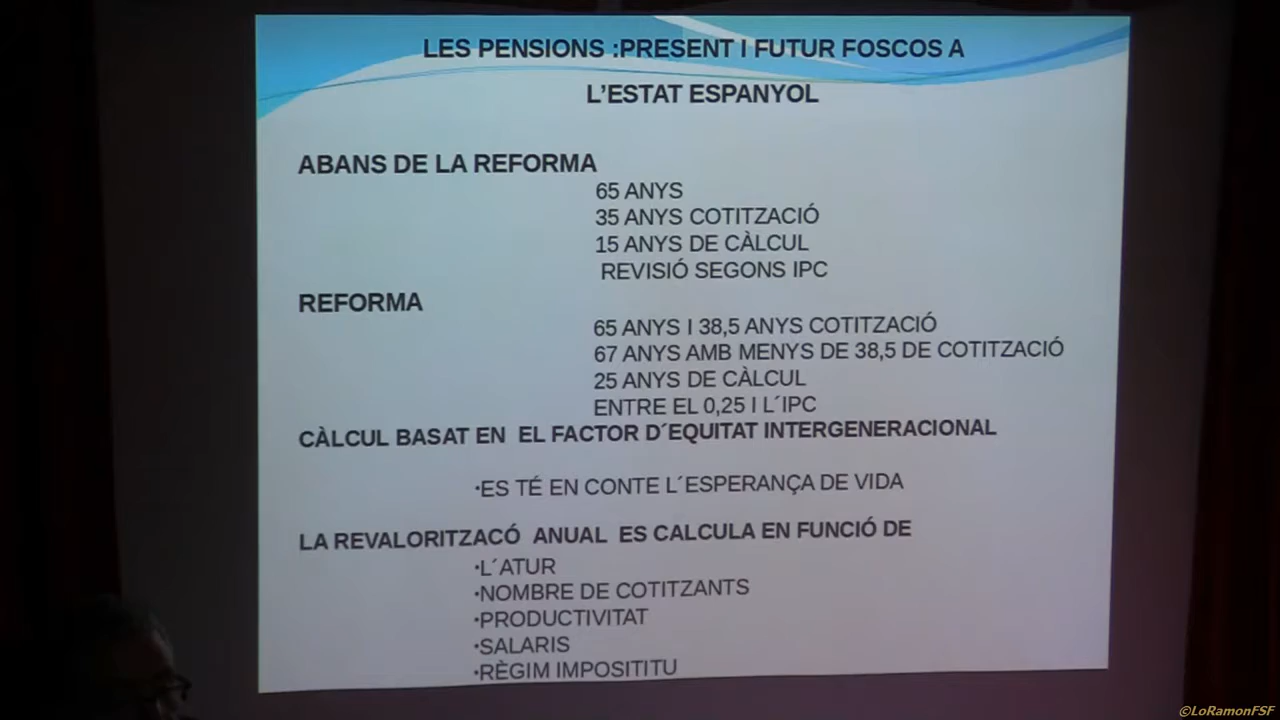 LES PENSIONS :PRESENT I FUTUR FOSCOS A
L'ESTAT ESPANYOL
ABANS DE LA REFORMA
65 ANYS
35 ANYS COTITZACIÓ
15 ANYS DE CÀLCUL
REVISIÓ SEGONS IPC
REFORMA
65 ANYS I 38,5 ANYS COTITZACIÓ
67 ANYS AMB MENYS DE 38,5 DE COTITZACIÓ
25 ANYS DE CÀLCUL
ENTRE EL 0,25 I L´IPC
CÀLCUL BASAT EN EL FACTOR D´EQUITAT INTERGENERACIONAL
·ES TÉ EN CONTE L´ESPERANÇA DE VIDA
LA REVALORITZACÓ ANUAL ES CALCULA EN FUNCIÓ DE
·L´ATUR
·NOMBRE DE COTITZANTS
·PRODUCTIVITAT
·SALARIS
·RÈGIM IMPOSITITU
©LoRamonFSF